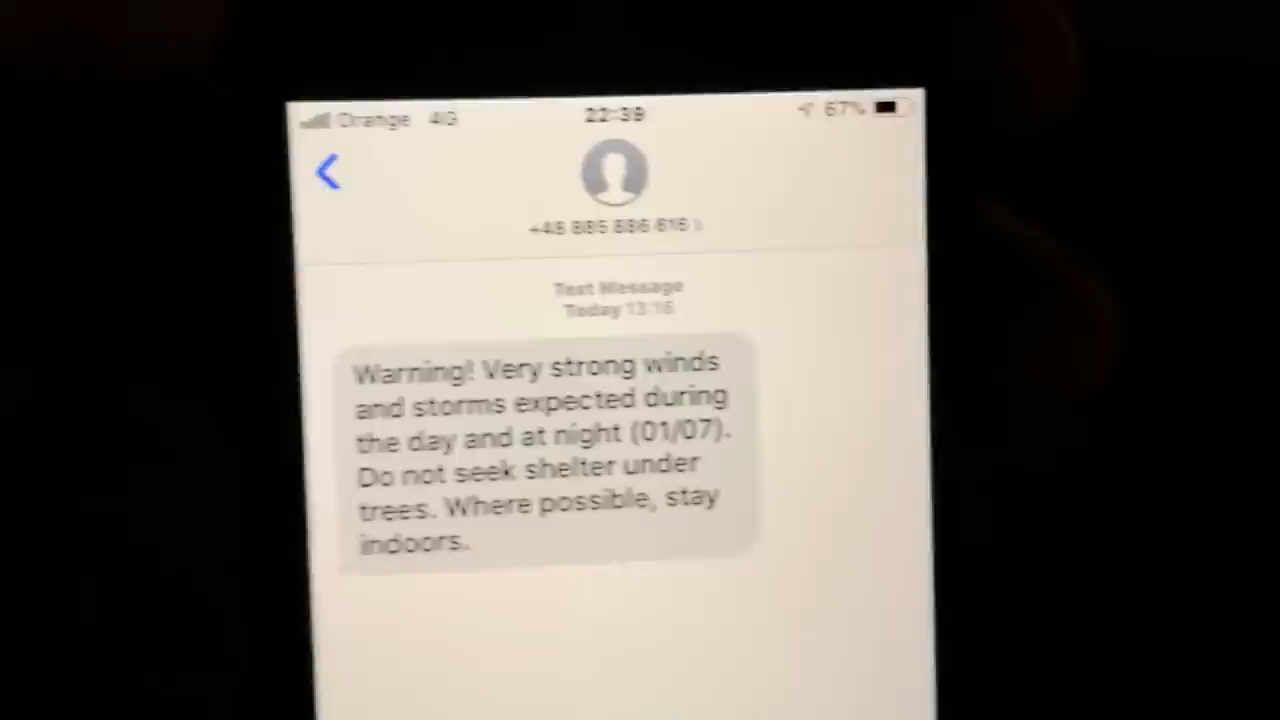 Orange 4G 22:39 67%
Text Message
Today 13:16
Warning! Very strong winds
and storms expected during
the day and at night (01/07).
Do not seek shelter under
trees. Where possible, stay
indoors.